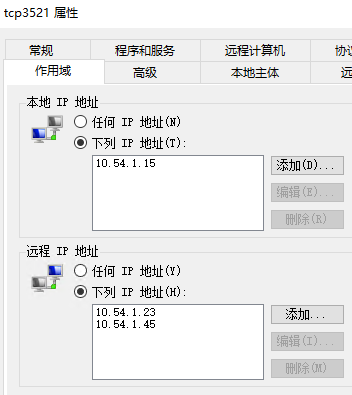 tcp3521 属性
常规 程序和服务 远程计算机
作用域 高级 本地主体 远
本地 IP 地址
任何 IP 地址(N)
下列 IP 地址(T):
10.54.1.15
添加(D)...
编辑(E)...
删除(R)
远程 IP 地址
任何 IP 地址(Y)
下列 IP 地址(H):
10.54.1.23
10.54.1.45
添加...
编辑(I)...
删除(M)